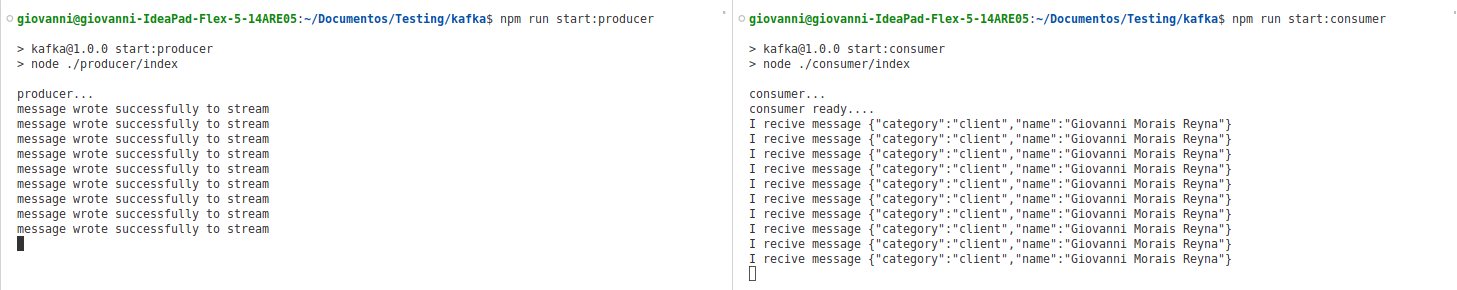 giovanni@giovanni-IdeaPad-Flex-5-14ARE05:~/Documentos/Testing/kafka$ npm run start:producer
> kafka@1.0.0 start:producer
> node ./producer/index
producer...
message wrote successfully to stream
message wrote successfully to stream
message wrote successfully to stream
message wrote successfully to stream
message wrote successfully to stream
message wrote successfully to stream
message wrote successfully to stream
message wrote successfully to stream
message wrote successfully to stream
giovanni@giovanni-IdeaPad-Flex-5-14ARE05:~/Documentos/Testing/kafka$ npm run start:consumer
> kafka@1.0.0 start:consumer
> node ./consumer/index
consumer...
consumer ready....
I recive message {"category":"client","name":"Giovanni Morais Reyna"}
I recive message {"category":"client","name":"Giovanni Morais Reyna"}
I recive message {"category":"client","name":"Giovanni Morais Reyna"}
I recive message {"category":"client","name":"Giovanni Morais Reyna"}
I recive message {"category":"client","name":"Giovanni Morais Reyna"}
I recive message {"category":"client","name":"Giovanni Morais Reyna"}
I recive message {"category":"client","name":"Giovanni Morais Reyna"}
I recive message {"category":"client","name":"Giovanni Morais Reyna"}
I recive message {"category":"client","name":"Giovanni Morais Reyna"}
I recive message {"category":"client","name":"Giovanni Morais Reyna"}